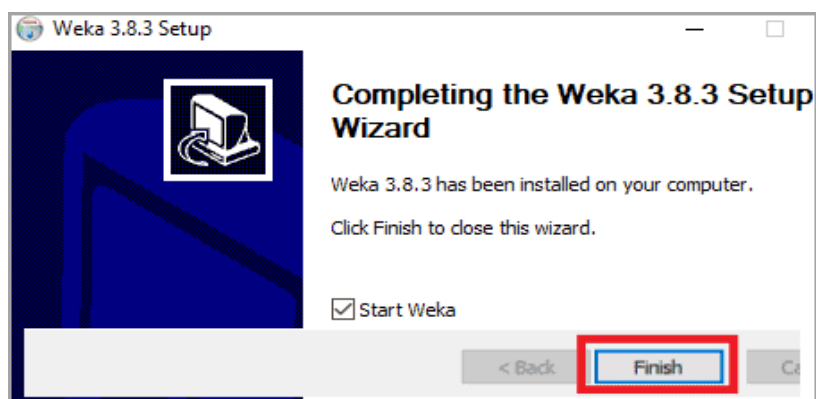 Weka 3.8.3 Setup
Completing the Weka 3.8.3 Setup
Wizard
Weka 3.8.3 has been installed on your computer.
Click Finish to close this wizard.
Start Weka
< Back Finish Ca